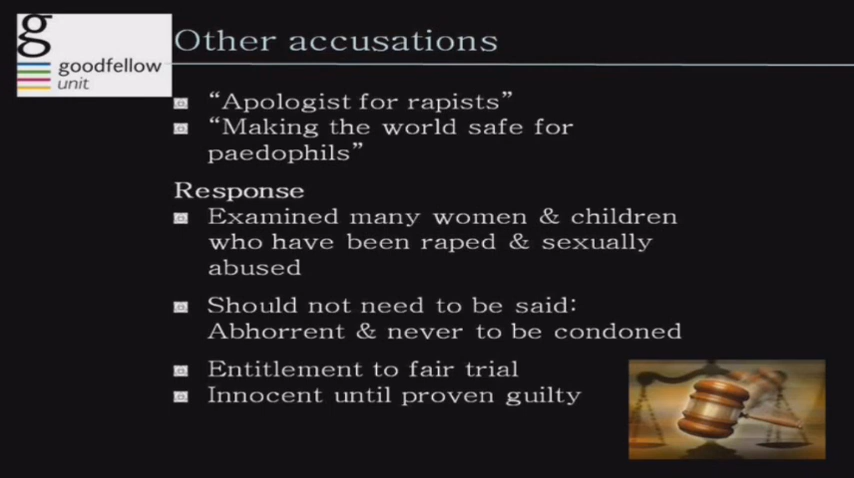 goodfellow
unit
Other accusations
“Apologist for rapists”
“Making the world safe for
paedophils”
Response
Examined many women & children
who have been raped & sexually
abused
Should not need to be said:
Abhorrent & never to be condoned
Entitlement to fair trial
Innocent until proven guilty